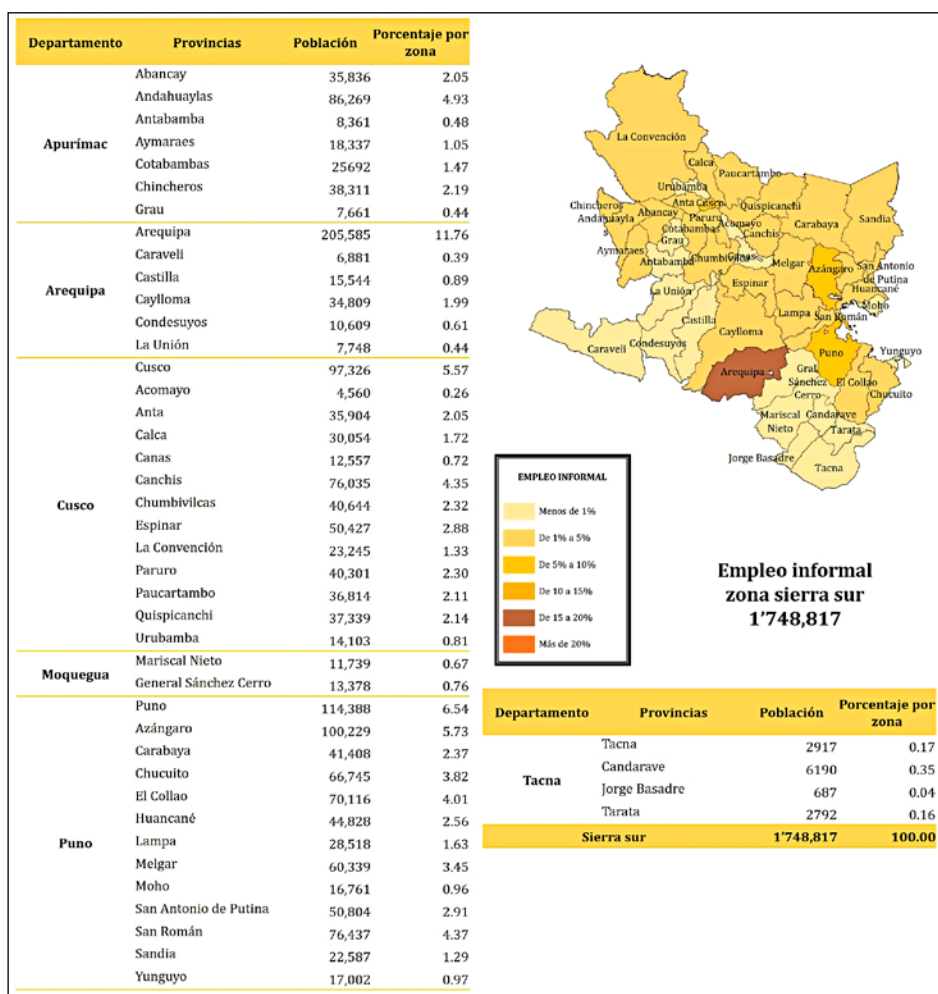 Departamento Provincias Población Porcentaje por zona
Apurímac
Abancay 35,836 2.05
Andahuaylas 86,269 4.93
Antabamba 8,361 0.48
Aymaraes 18,337 1.05
Cotabambas 25692 1.47
Chincheros 38,311 2.19
Grau 7,661 0.44
Arequipa
Arequipa 205,585 11.76
Caraveli 6,881 0.39
Castilla 15,544 0.89
Caylloma 34,809 1.99
Condesuyos 10,609 0.61
La Unión 7,748 0.44
Cusco
Cusco 97,326 5.57
Acomayo 4,560 0.26
Anta 35,904 2.05
Calca 30,054 1.72
Canas 12,557 0.72
Canchis 76,035 4.35
Chumbivilcas 40,644 2.32
Espinar 50,427 2.88
La Convención 23,245 1.33
Paruro 40,301 2.30
Paucartambo 36,814 2.11
Quispicanchi 37,339 2.14
Urubamba 14,103 0.81
Moquegua
Mariscal Nieto 11,739 0.67
General Sánchez Cerro 13,378 0.76
Puno
Puno 114,388 6.54
Azángaro 100,229 5.73
Carabaya 41,408 2.37
Chucuito 66,745 3.82
El Collao 70,116 4.01
Huancané 44,828 2.56
Lampa 28,518 1.63
Melgar 60,339 3.45
Moho 16,761 0.96
San Antonio de Putina 50,804 2.91
San Román 76,437 4.37
Sandia 22,587 1.29
Yunguyo 17,002 0.97
La Convención
Calca
Paucartambo
Urubamba
Chincheros
Abancay
Anta Cusco
Quispicanchi
Andahuayla
s
Paruro
Acomayo
Carabaya
Sandia
Cotabambas
Canchis
Grau
Aymaraes
Antabamba
Chumbivilca
Melgar
Azángaro
San Antonio
de Putina
La Unión
Espinar
Huancané
Moho
Castilla
Lampa
San Román
Caylloma
Condesuyos
Caraveli
Puno
Yunguyo
Arequipa
Gral
Sánchez
Cerro
El Collao
Chucuito
Mariscal
Nieto
Candarave
Tarata
Jorge Basadre
Tacna
EMPLEO INFORMAL
Menos de 1%
De 1% a 5%
De 5% a 10%
De 10 a 15%
De 15 a 20%
Más de 20%
Empleo informal
zona sierra sur
1'748,817
Departamento Provincias Población Porcentaje por zona
Tacna
Tacna 2917 0.17
Candarave 6190 0.35
Jorge Basadre 687 0.04
Tarata 2792 0.16
Sierra sur 1'748,817 100.00